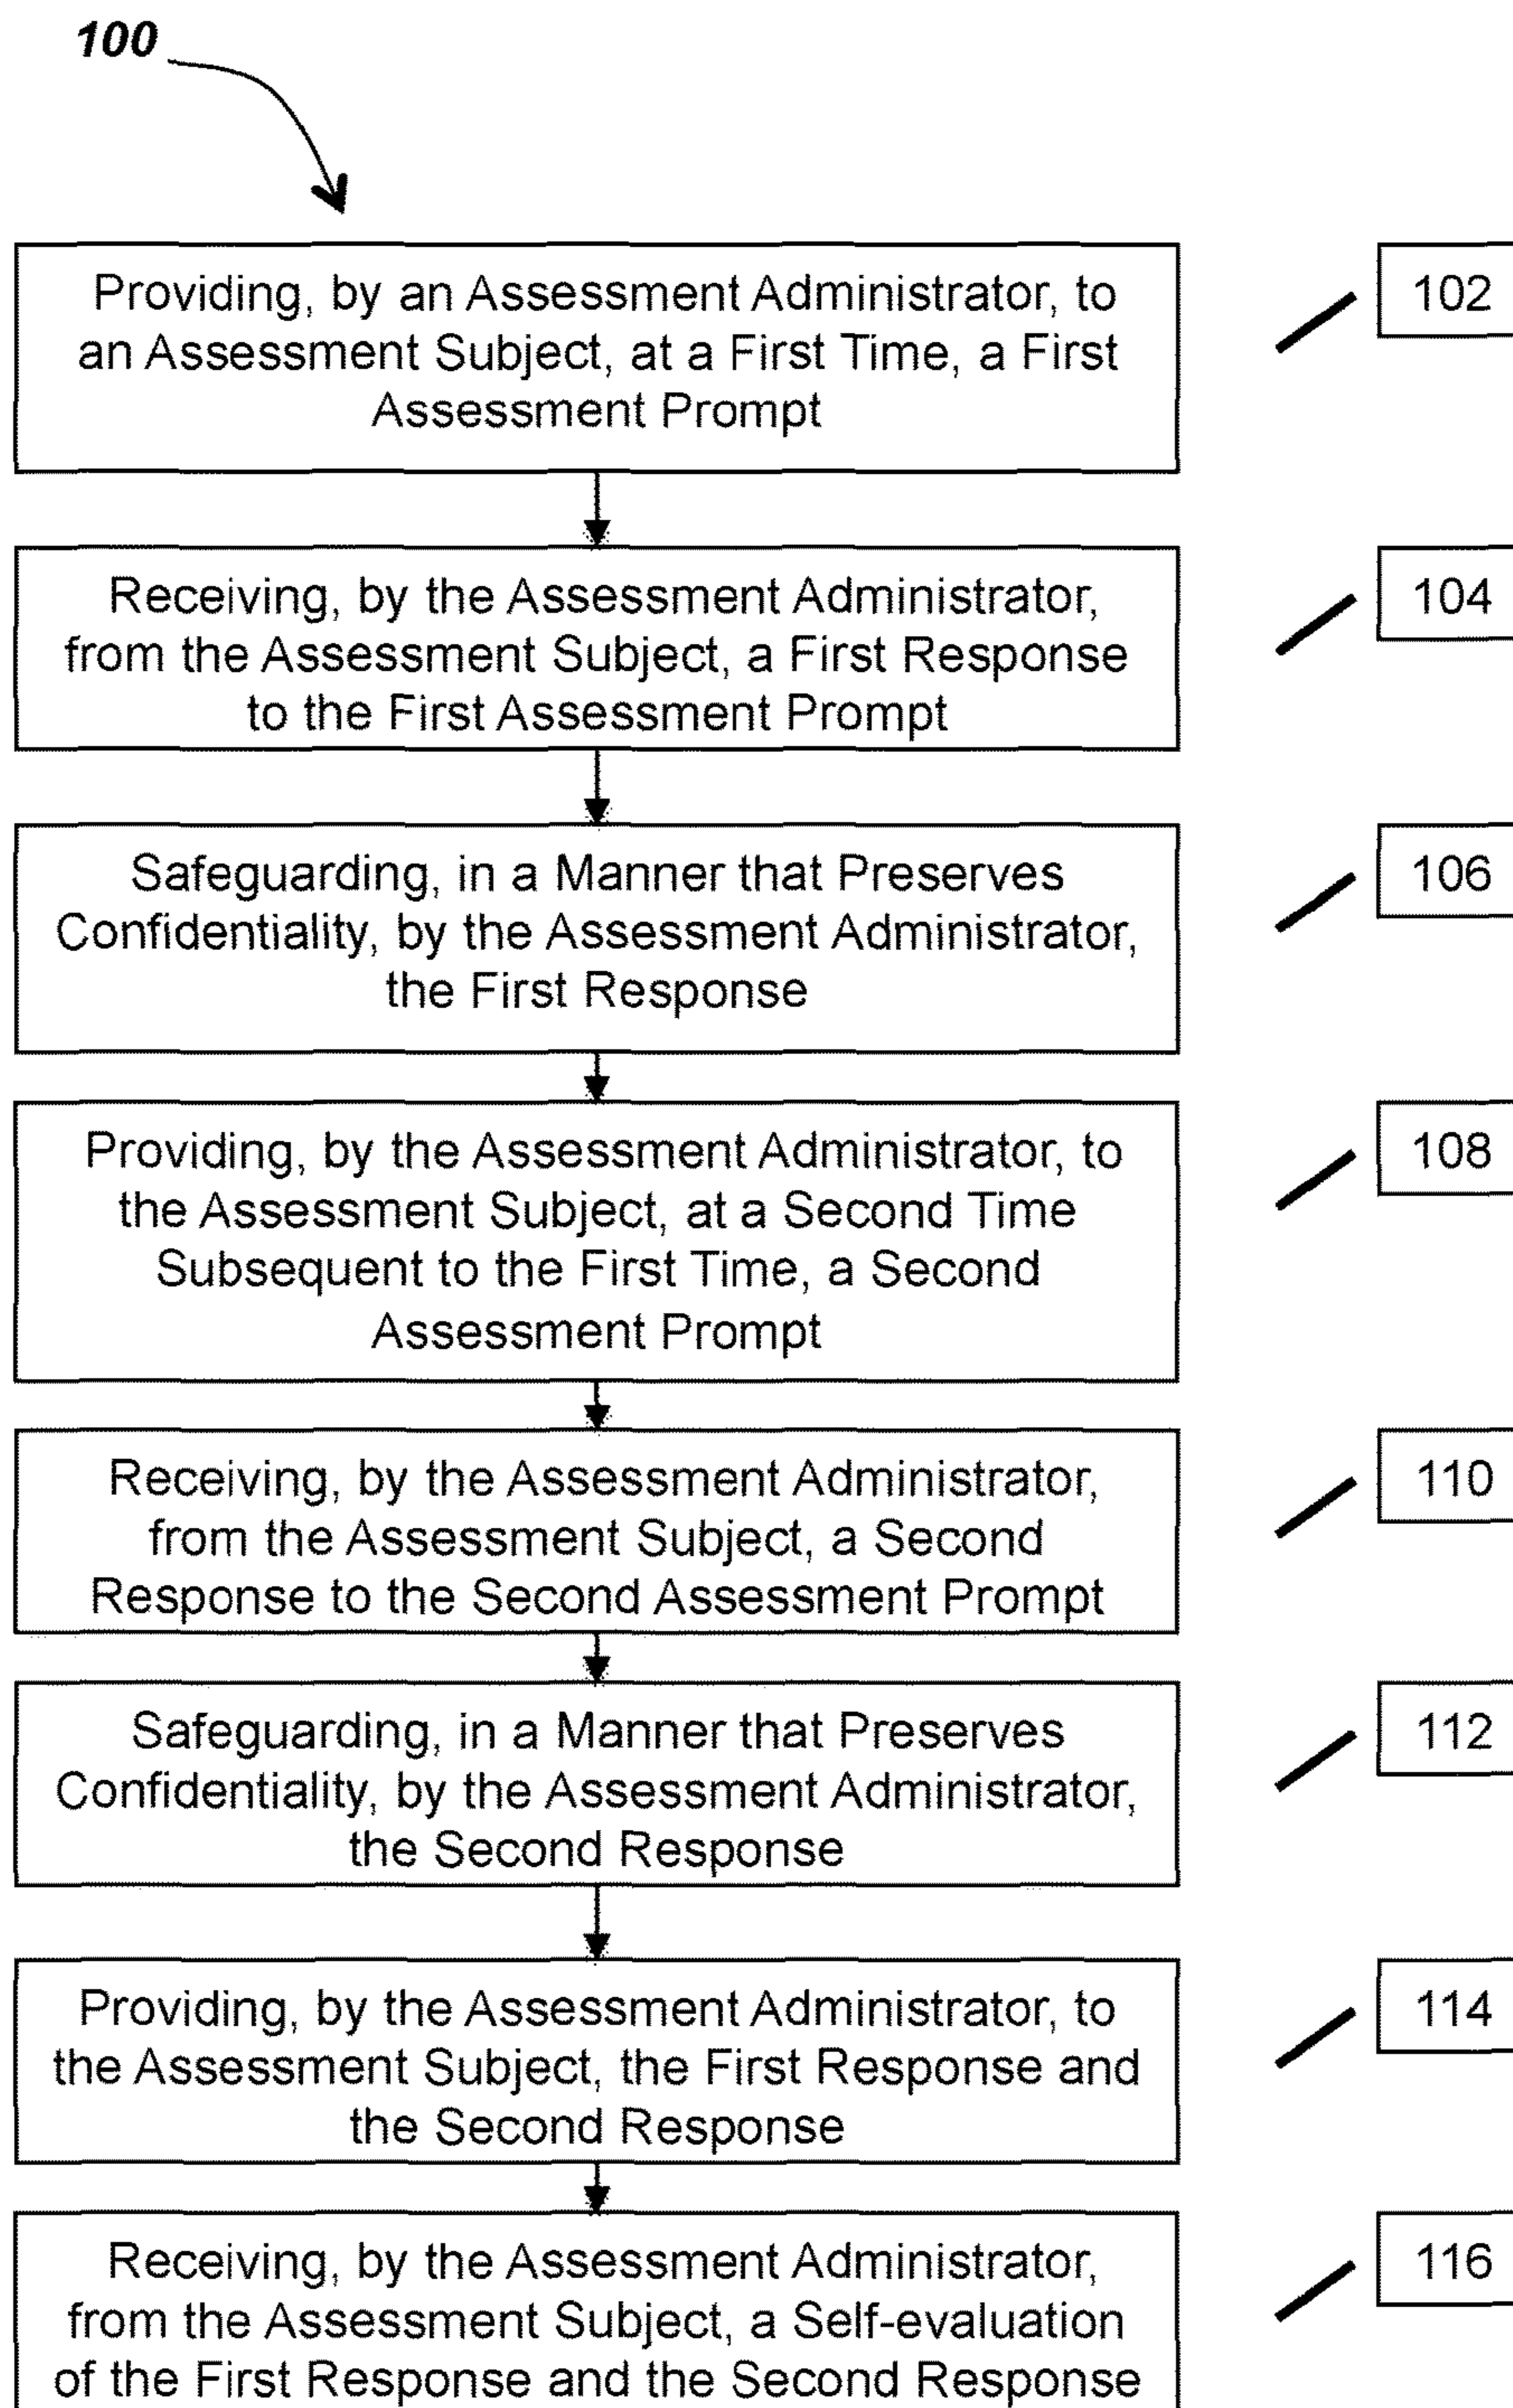 100
Providing, by an Assessment Administrator, to
an Assessment Subject, at a First Time, a First
Assessment Prompt
102
Receiving, by the Assessment Administrator,
from the Assessment Subject, a First Response
to the First Assessment Prompt
104
Safeguarding, in a Manner that Preserves
Confidentiality, by the Assessment Administrator,
the First Response
106
Providing, by the Assessment Administrator, to
the Assessment Subject, at a Second Time
Subsequent to the First Time, a Second
Assessment Prompt
108
Receiving, by the Assessment Administrator,
from the Assessment Subject, a Second
Response to the Second Assessment Prompt
110
Safeguarding, in a Manner that Preserves
Confidentiality, by the Assessment Administrator,
the Second Response
112
Providing, by the Assessment Administrator, to
the Assessment Subject, the First Response and
the Second Response
114
Receiving, by the Assessment Administrator,
from the Assessment Subject, a Self-evaluation
of the First Response and the Second Response
116